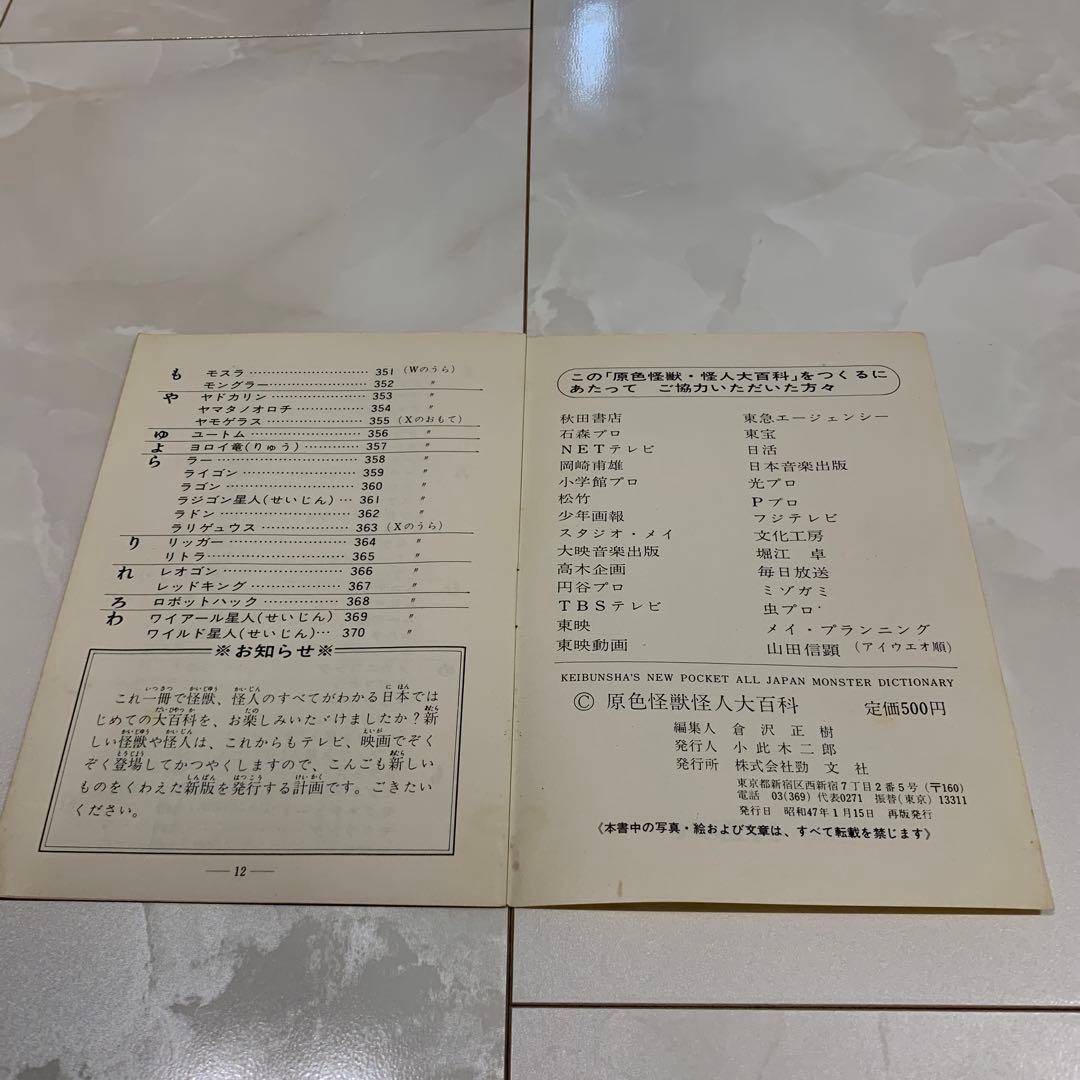 も モスラ……………………351 (Wのうら)
モングラー…………………352 〃
や ヤドカリン…………………353 〃
ヤマタノオロチ……………354 〃
ヤモゲラス…………………355 (Xのおもて)
ゆ ユートム……………………356 〃
よ ヨロイ竜(りゅう)…………357 〃
ら ラー…………………………358 〃
ライゴン……………………359 〃
ラゴン………………………360 〃
ラジゴン星人(せいじん)…361 〃
ラドン………………………362 〃
ラリゲュウス………………363 (Xのうら)
り リッガー……………………364 〃
リトラ………………………365 〃
れ レオゴン……………………366 〃
レッドキング………………367 〃
ろ ロボットハック……………368 〃
わ ワイアール星人(せいじん) 369 〃
ワイルド星人(せいじん)…370 〃
※お知らせ※
これ一冊で怪獣、怪人のすべてがわかる日本では
じめての大百科を、お楽しみいたゞけましたか？新
しい怪獣や怪人は、これからもテレビ、映画でぞく
ぞく登場してかつやくしますので、こんごも新しい
ものをくわえた新版を発行する計画です。ごきたい
ください。
— 12 —
この「原色怪獣・怪人大百科」をつくるに
あたって ご協力いただいた方々
秋田書店 東急エージェンシー
石森プロ 東宝
NETテレビ 日活
岡崎甫雄 日本音楽出版
小学館プロ 光プロ
松竹 Pプロ
少年画報 フジテレビ
スタジオ・メイ 文化工房
大映音楽出版 堀江 卓
高木企画 毎日放送
円谷プロ ミゾガミ
TBSテレビ 虫プロ
東映 メイ・プランニング
東映動画 山田信顕 (アイウエオ順)
KEIBUNSHA'S NEW POCKET ALL JAPAN MONSTER DICTIONARY
© 原色怪獣怪人大百科 定価500円
編集人 倉沢正樹
発行人 小此木二郎
発行所 株式会社勁文社
東京都新宿区西新宿7丁目2番5号(〒160)
電話 03(369)代表0271 振替(東京)13311
発行日 昭和47年1月15日 再版発行
《本書中の写真・絵および文章は、すべて転載を禁じます》